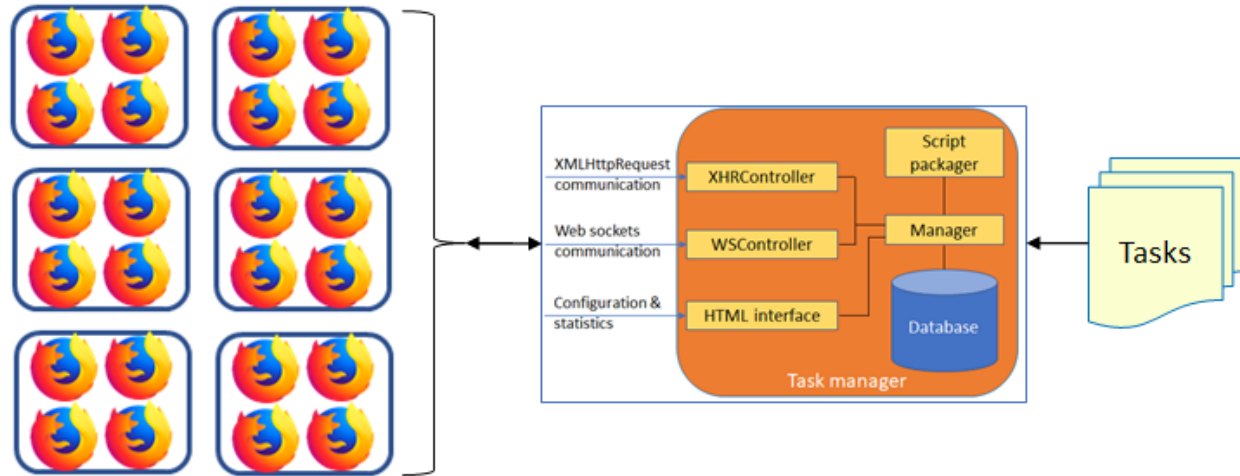 XMLHttpRequest
communication
Web sockets
communication
Configuration &
statistics
XHRController
WSController
HTML interface
Script
packager
Manager
Database
Task manager
Tasks